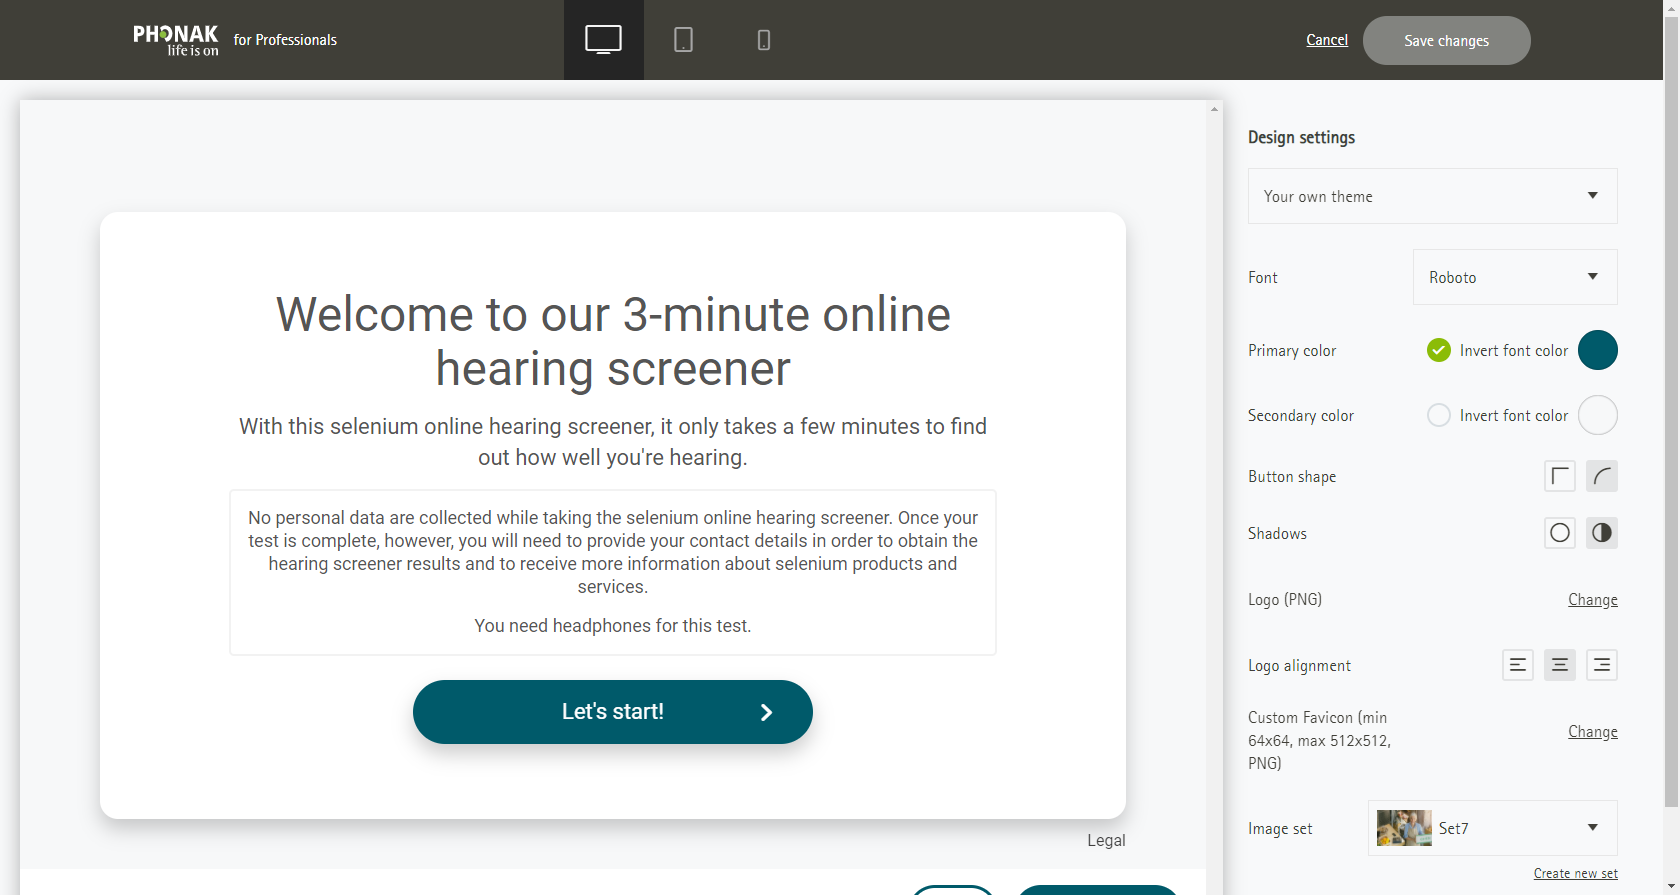 PHONAK
life is on
for Professionals
Cancel
Save changes
Welcome to our 3-minute online
hearing screener
With this selenium online hearing screener, it only takes a few minutes to find
out how well you're hearing.
No personal data are collected while taking the selenium online hearing screener. Once your
test is complete, however, you will need to provide your contact details in order to obtain the
hearing screener results and to receive more information about selenium products and
services.
You need headphones for this test.
Let's start!
Legal
Design settings
Your own theme
Font
Roboto
Primary color
Invert font color
Secondary color
Invert font color
Button shape
Shadows
Logo (PNG)
Change
Logo alignment
Custom Favicon (min
64x64, max 512x512,
PNG)
Change
Image set
Set7
Create new set